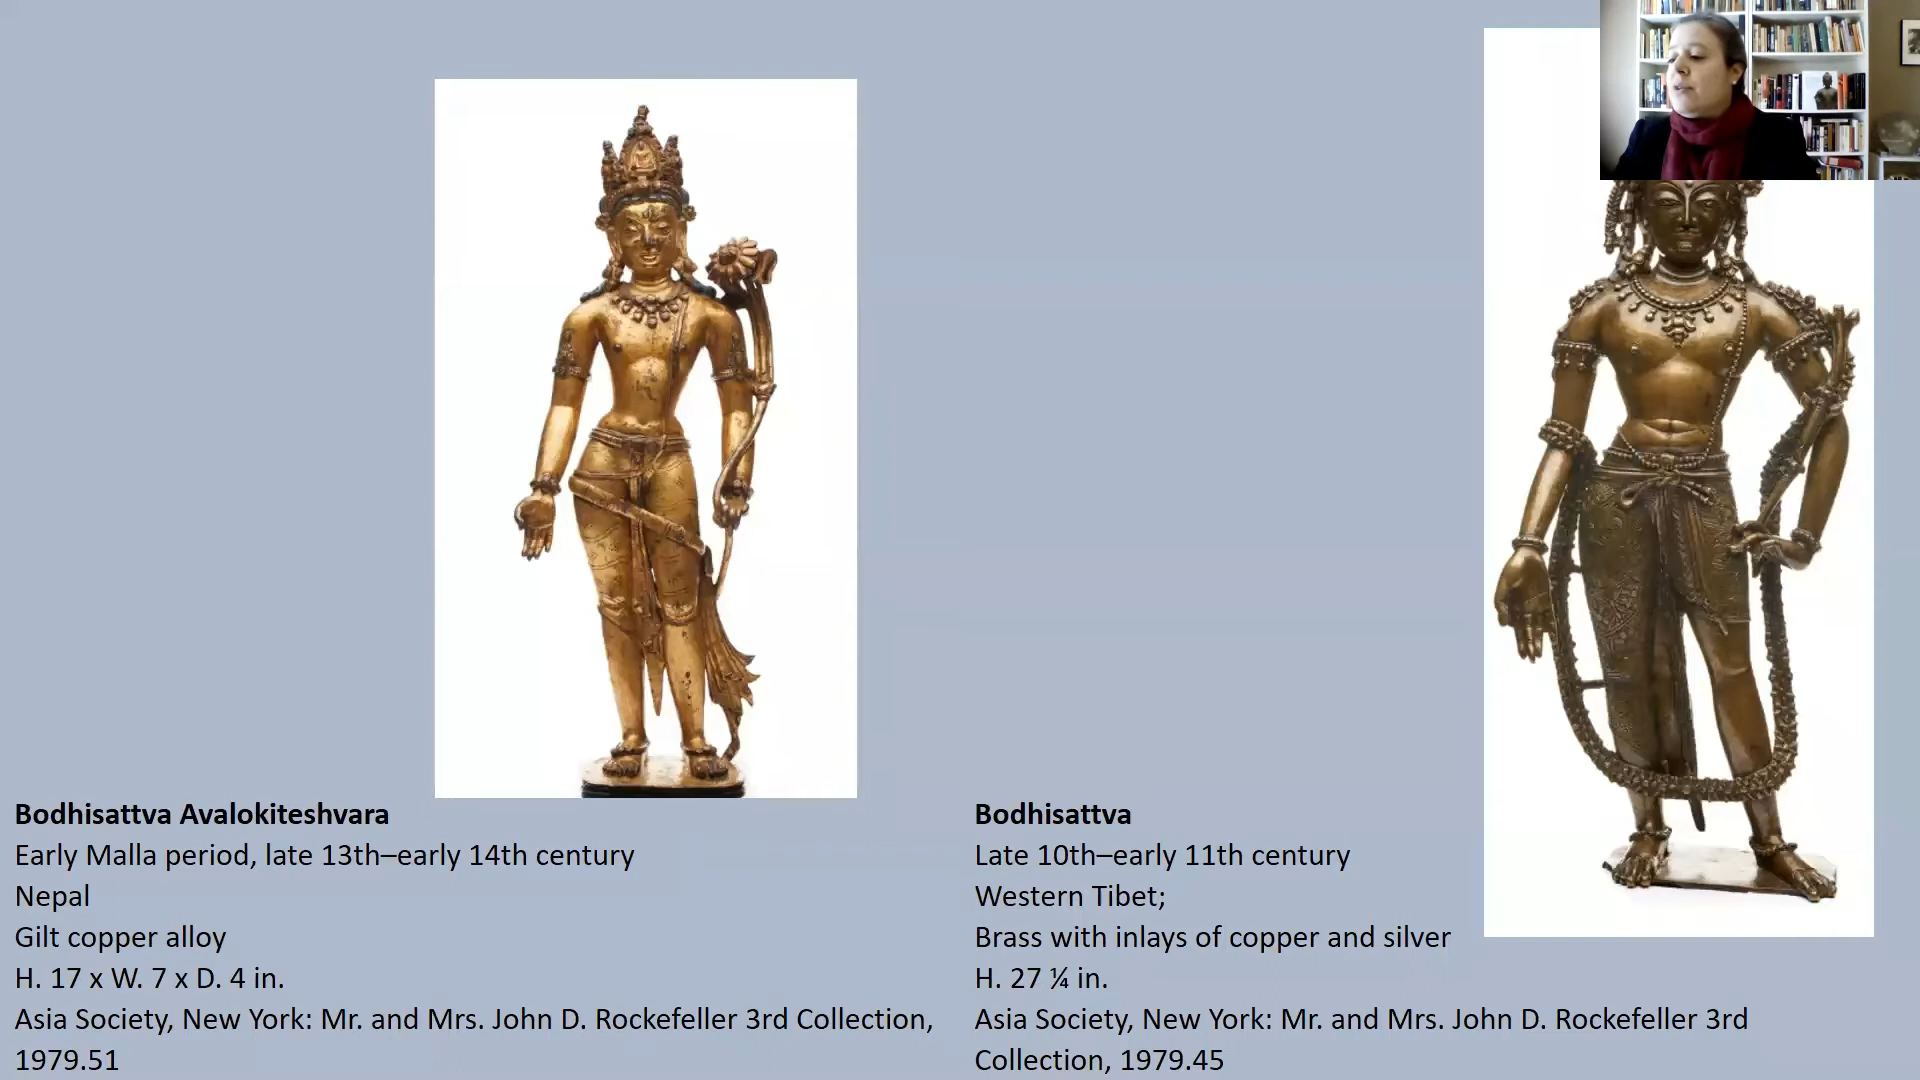 Bodhisattva Avalokiteshvara
Early Malla period, late 13th–early 14th century
Nepal
Gilt copper alloy
H. 17 x W. 7 x D. 4 in.
Asia Society, New York: Mr. and Mrs. John D. Rockefeller 3rd Collection,
1979.51
Bodhisattva
Late 10th–early 11th century
Western Tibet;
Brass with inlays of copper and silver
H. 27 ¼ in.
Asia Society, New York: Mr. and Mrs. John D. Rockefeller 3rd
Collection, 1979.45